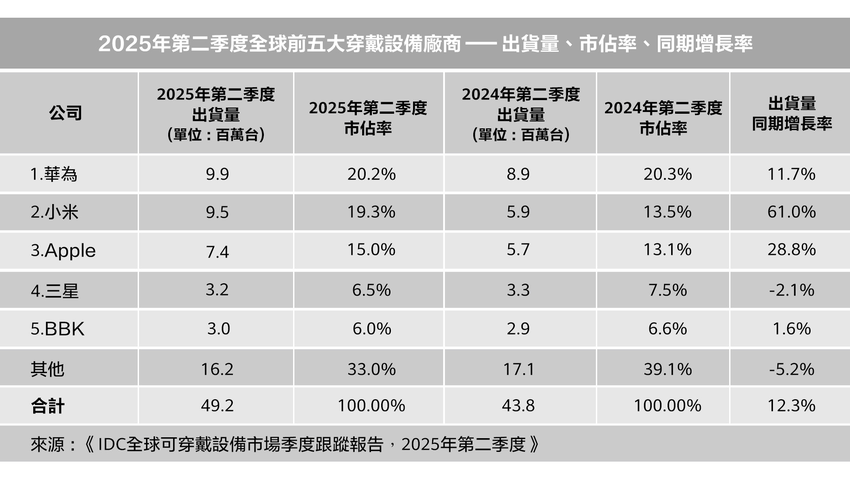 2025年第二季度全球前五大穿戴設備廠商 —— 出貨量、市佔率、同期增長率
公司 2025年第二季度出貨量（單位：百萬台） 2025年第二季度市佔率 2024年第二季度出貨量（單位：百萬台） 2024年第二季度市佔率 出貨量同期增長率
1.華為 9.9 20.2% 8.9 20.3% 11.7%
2.小米 9.5 19.3% 5.9 13.5% 61.0%
3.Apple 7.4 15.0% 5.7 13.1% 28.8%
4.三星 3.2 6.5% 3.3 7.5% -2.1%
5.BBK 3.0 6.0% 2.9 6.6% 1.6%
其他 16.2 33.0% 17.1 39.1% -5.2%
合計 49.2 100.00% 43.8 100.00% 12.3%
來源：《IDC全球可穿戴設備市場季度跟蹤報告，2025年第二季度》